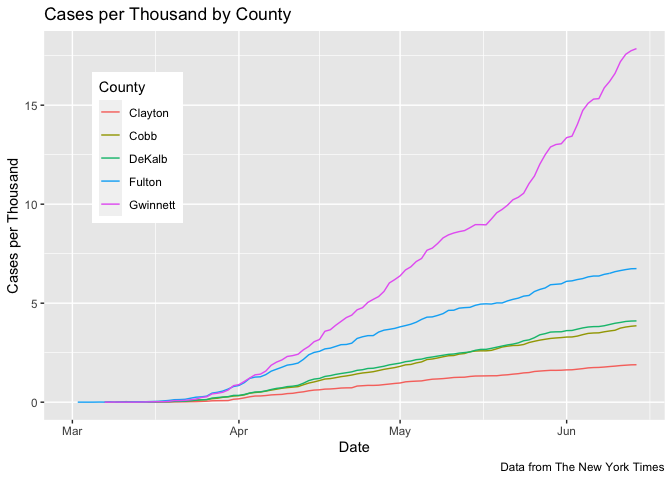 Cases per Thousand by County
Cases per Thousand
15
10
5
0
County
Clayton
Cobb
DeKalb
Fulton
Gwinnett
Mar
Apr
May
Jun
Date
Data from The New York Times